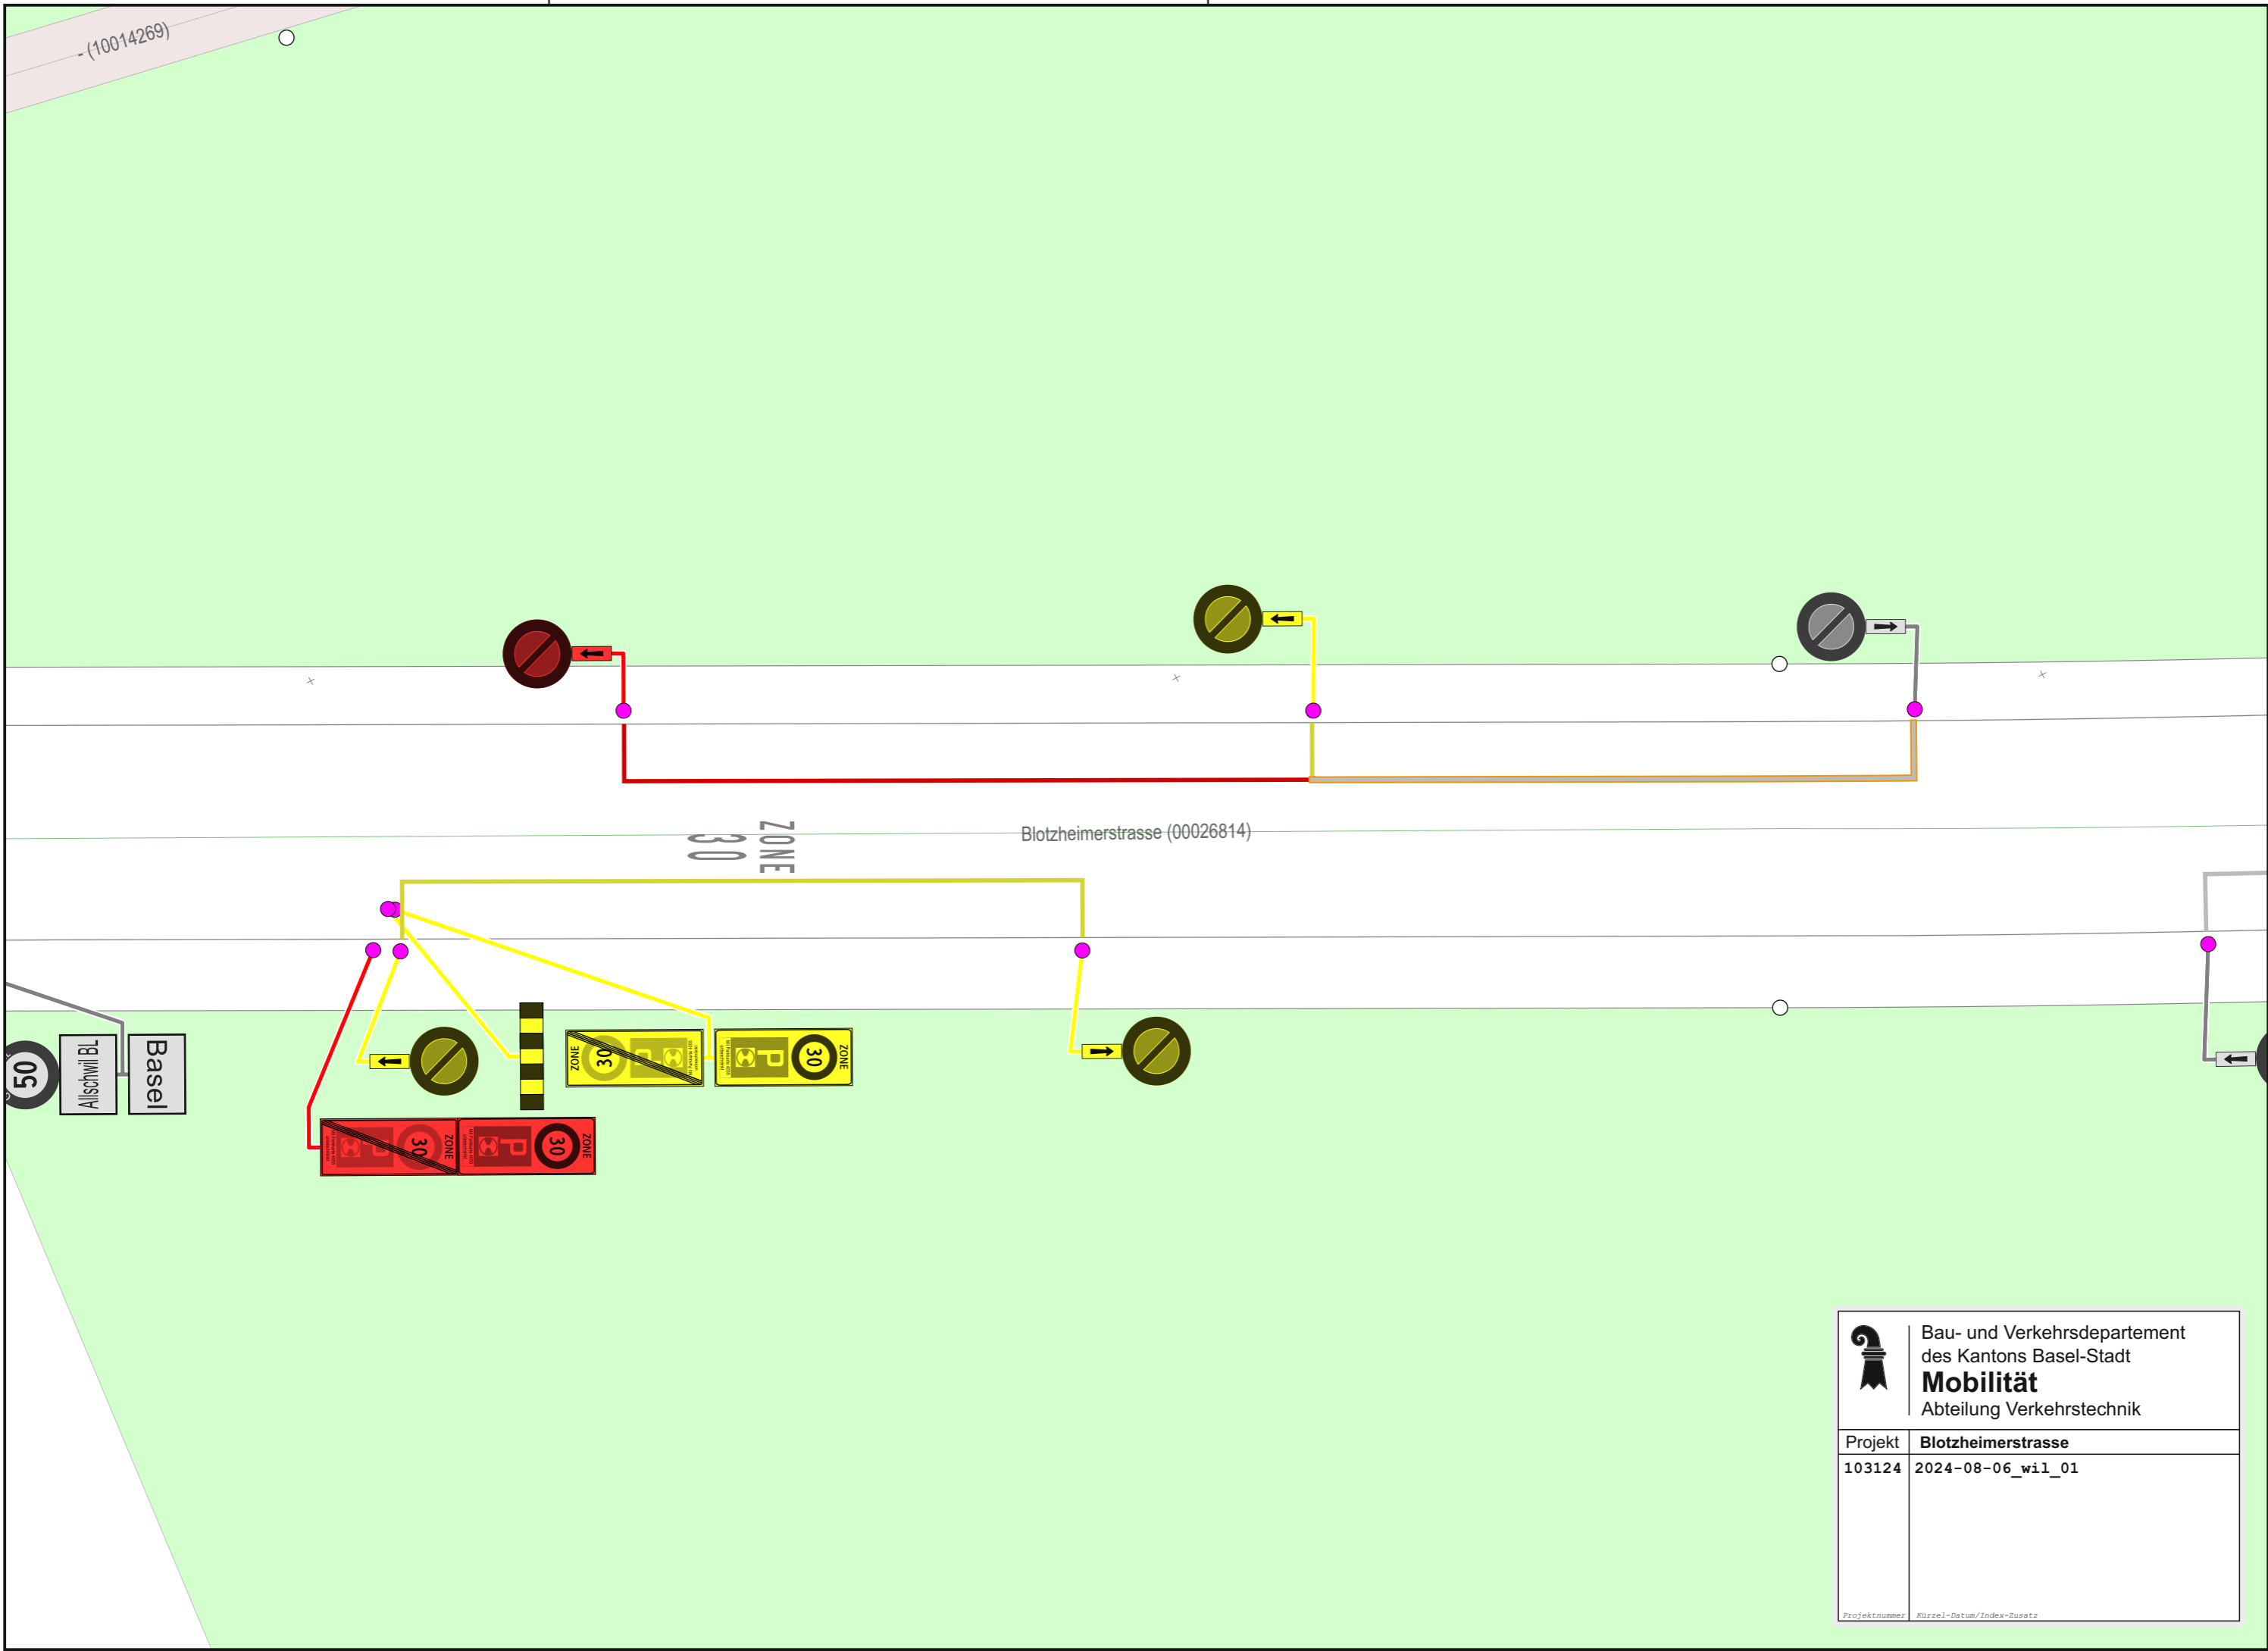 - (10014269)
ZONE
30
Blotzheimerstrasse (00026814)
50
Allschwil BL
Basel
ZONE
30
P
30
ZONE
30
ZONE
P
30
ZONE
Bau- und Verkehrsdepartement
des Kantons Basel-Stadt
Mobilität
Abteilung Verkehrstechnik
Projekt Blotzheimerstrasse
103124 2024-08-06_wil_01
Projektnummer Kürzel-Datum/Index-Zusatz